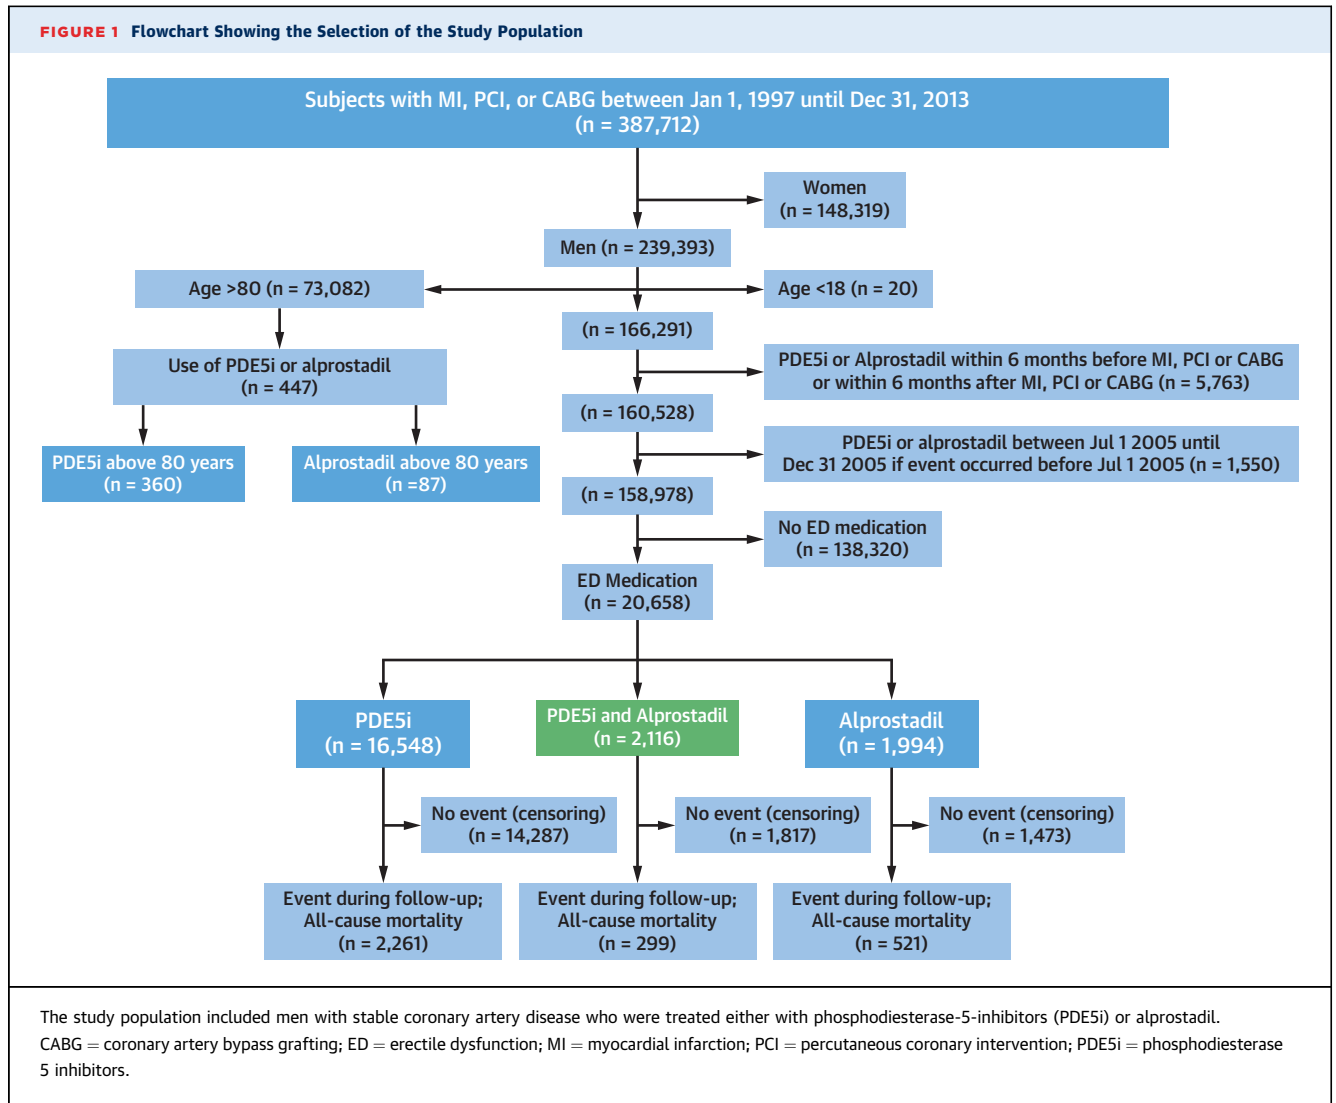 FIGURE 1 Flowchart Showing the Selection of the Study Population
Subjects with MI, PCI, or CABG between Jan 1, 1997 until Dec 31, 2013
(n = 387,712)
Women
(n = 148,319)
Men (n = 239,393)
Age >80 (n = 73,082)
Age <18 (n = 20)
(n = 166,291)
Use of PDE5i or alprostadil
(n = 447)
PDE5i or Alprostadil within 6 months before MI, PCI or CABG
or within 6 months after MI, PCI or CABG (n = 5,763)
(n = 160,528)
PDE5i above 80 years
(n = 360)
Alprostadil above 80 years
(n =87)
PDE5i or alprostadil between Jul 1 2005 until
Dec 31 2005 if event occurred before Jul 1 2005 (n = 1,550)
(n = 158,978)
No ED medication
(n = 138,320)
ED Medication
(n = 20,658)
PDE5i
(n = 16,548)
PDE5i and Alprostadil
(n = 2,116)
Alprostadil
(n = 1,994)
No event (censoring)
(n = 14,287)
No event (censoring)
(n = 1,817)
No event (censoring)
(n = 1,473)
Event during follow-up;
All-cause mortality
(n = 2,261)
Event during follow-up;
All-cause mortality
(n = 299)
Event during follow-up;
All-cause mortality
(n = 521)
The study population included men with stable coronary artery disease who were treated either with phosphodiesterase-5-inhibitors (PDE5i) or alprostadil.
CABG = coronary artery bypass grafting; ED = erectile dysfunction; MI = myocardial infarction; PCI = percutaneous coronary intervention; PDE5i = phosphodiesterase
5 inhibitors.